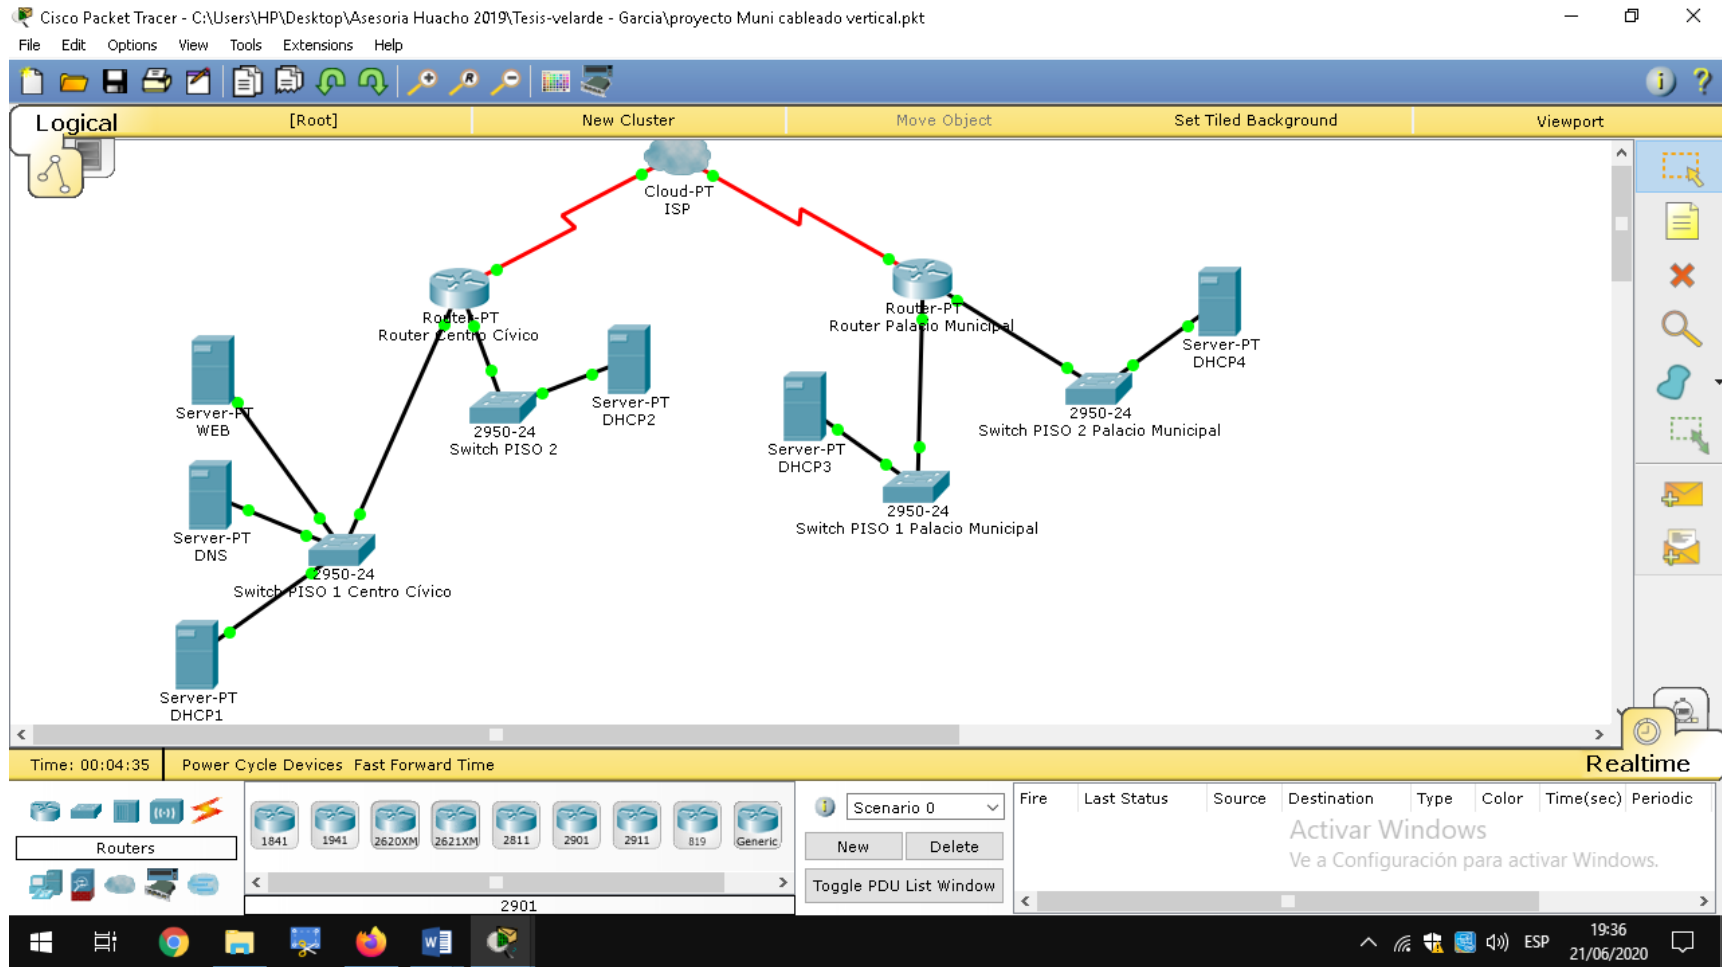 Cisco Packet Tracer - C:\Users\HP\Desktop\Asesoria Huacho 2019\Tesis-velarde - Garcia\proyecto Muni cableado vertical.pkt
File Edit Options View Tools Extensions Help
Logical [Root] New Cluster Move Object Set Tiled Background Viewport
Cloud-PT
ISP
Router-PT
Router Centro Cívico
Router-PT
Router Palacio Municipal
Server-PT
WEB
Server-PT
DHCP2
Server-PT
DHCP4
2950-24
Switch PISO 2
2950-24
Switch PISO 2 Palacio Municipal
Server-PT
DHCP3
2950-24
Switch PISO 1 Palacio Municipal
Server-PT
DNS
2950-24
Switch PISO 1 Centro Cívico
Server-PT
DHCP1
Time: 00:04:35 Power Cycle Devices Fast Forward Time Realtime
Routers
1841 1941 2620XM 2621XM 2811 2901 2911 819 Generic
2901
Scenario 0
New Delete
Toggle PDU List Window
Fire Last Status Source Destination Type Color Time(sec) Periodic
Activar Windows
Ve a Configuración para activar Windows.
ESP
19:36
21/06/2020